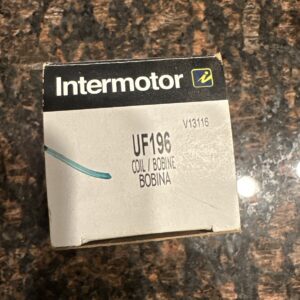 Intermotor
V13116
UF196
COIL / BOBINE
BOBINA